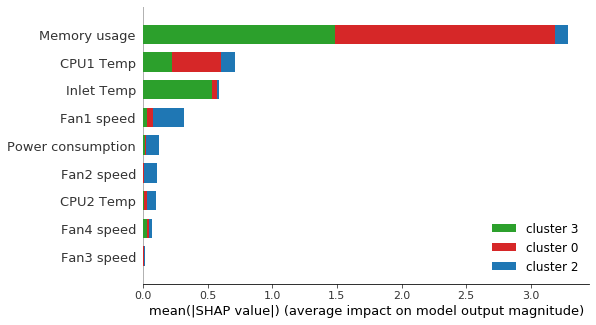 Memory usage
CPU1 Temp
Inlet Temp
Fan1 speed
Power consumption
Fan2 speed
CPU2 Temp
Fan4 speed
Fan3 speed
cluster 3
cluster 0
cluster 2
0.0 0.5 1.0 1.5 2.0 2.5 3.0
mean(|SHAP value|) (average impact on model output magnitude)